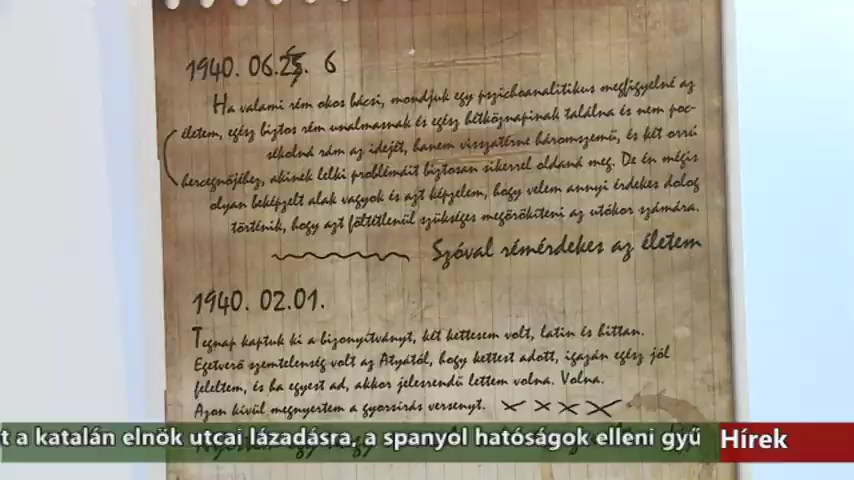 1940. 06.25. 6
Ha valami rém okos bácsi, mondjuk egy pszichoanalitikus megfigyelné az
életem, egész biztos rém unalmasnak és egész hétköznapinak találna és nem poc-
sékolná rám az idejét, hanem visszatérne háromszemű, és két orrú
hercegnőjéhez, akinek lelki problémáit biztosan sikerrel oldaná meg. De én mégis
olyan beképzelt alak vagyok és azt képzelem, hogy velem annyi érdekes dolog
történik, hogy azt föltétlenül szükséges megörökíteni az utókor számára.
Szóval rémérdekes az életem
1940. 02.01.
Tegnap kaptuk ki a bizonyítványt, két kettesem volt, latin és hittan.
Egetverő szemtelenség volt az Atyától, hogy kettest adott, igazán egész jól
feleltem, és ha egyest ad, akkor jelesrendű lettem volna. Volna.
Azon kívül megnyertem a gyorsírás versenyt.
t a katalán elnök utcai lázadásra, a spanyol hatóságok elleni gyű
Hírek